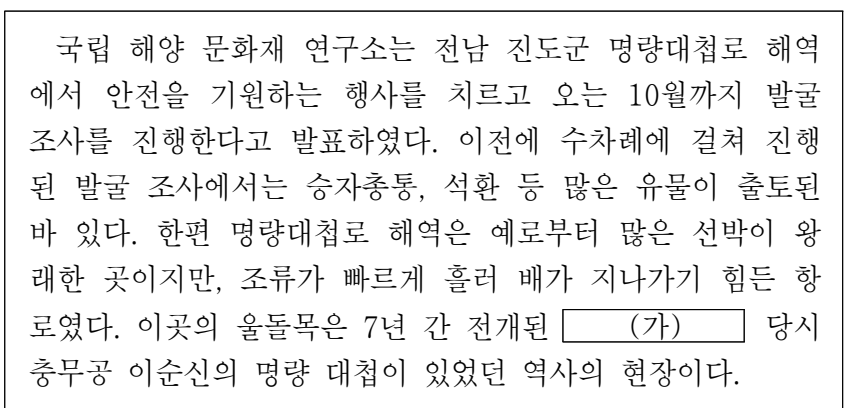 국립 해양 문화재 연구소는 전남 진도군 명량대첩로 해역
에서 안전을 기원하는 행사를 치르고 오는 10월까지 발굴
조사를 진행한다고 발표하였다. 이전에 수차례에 걸쳐 진행
된 발굴 조사에서는 승자총통, 석환 등 많은 유물이 출토된
바 있다. 한편 명량대첩로 해역은 예로부터 많은 선박이 왕
래한 곳이지만, 조류가 빠르게 흘러 배가 지나가기 힘든 항
로였다. 이곳의 울돌목은 7년 간 전개된 (가) 당시
충무공 이순신의 명량 대첩이 있었던 역사의 현장이다.